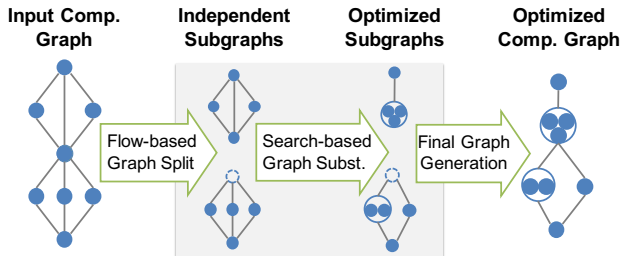 Input Comp.
Graph
Independent
Subgraphs
Optimized
Subgraphs
Optimized
Comp. Graph
Flow-based
Graph Split
Search-based
Graph Subst.
Final Graph
Generation